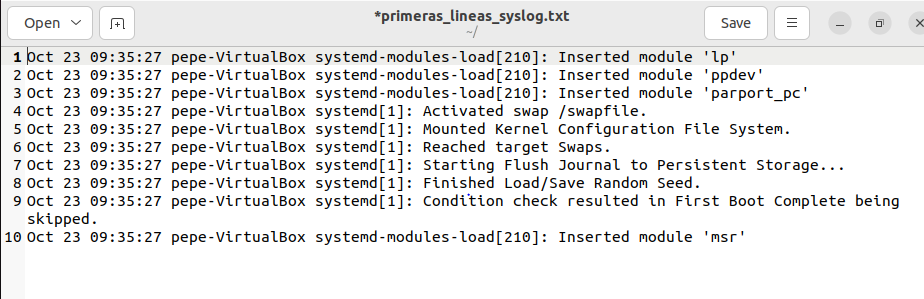 Open
*primeras_lineas_syslog.txt
~/
Save
1 Oct 23 09:35:27 pepe-VirtualBox systemd-modules-load[210]: Inserted module 'lp'
2 Oct 23 09:35:27 pepe-VirtualBox systemd-modules-load[210]: Inserted module 'ppdev'
3 Oct 23 09:35:27 pepe-VirtualBox systemd-modules-load[210]: Inserted module 'parport_pc'
4 Oct 23 09:35:27 pepe-VirtualBox systemd[1]: Activated swap /swapfile.
5 Oct 23 09:35:27 pepe-VirtualBox systemd[1]: Mounted Kernel Configuration File System.
6 Oct 23 09:35:27 pepe-VirtualBox systemd[1]: Reached target Swaps.
7 Oct 23 09:35:27 pepe-VirtualBox systemd[1]: Starting Flush Journal to Persistent Storage...
8 Oct 23 09:35:27 pepe-VirtualBox systemd[1]: Finished Load/Save Random Seed.
9 Oct 23 09:35:27 pepe-VirtualBox systemd[1]: Condition check resulted in First Boot Complete being
skipped.
10 Oct 23 09:35:27 pepe-VirtualBox systemd-modules-load[210]: Inserted module 'msr'